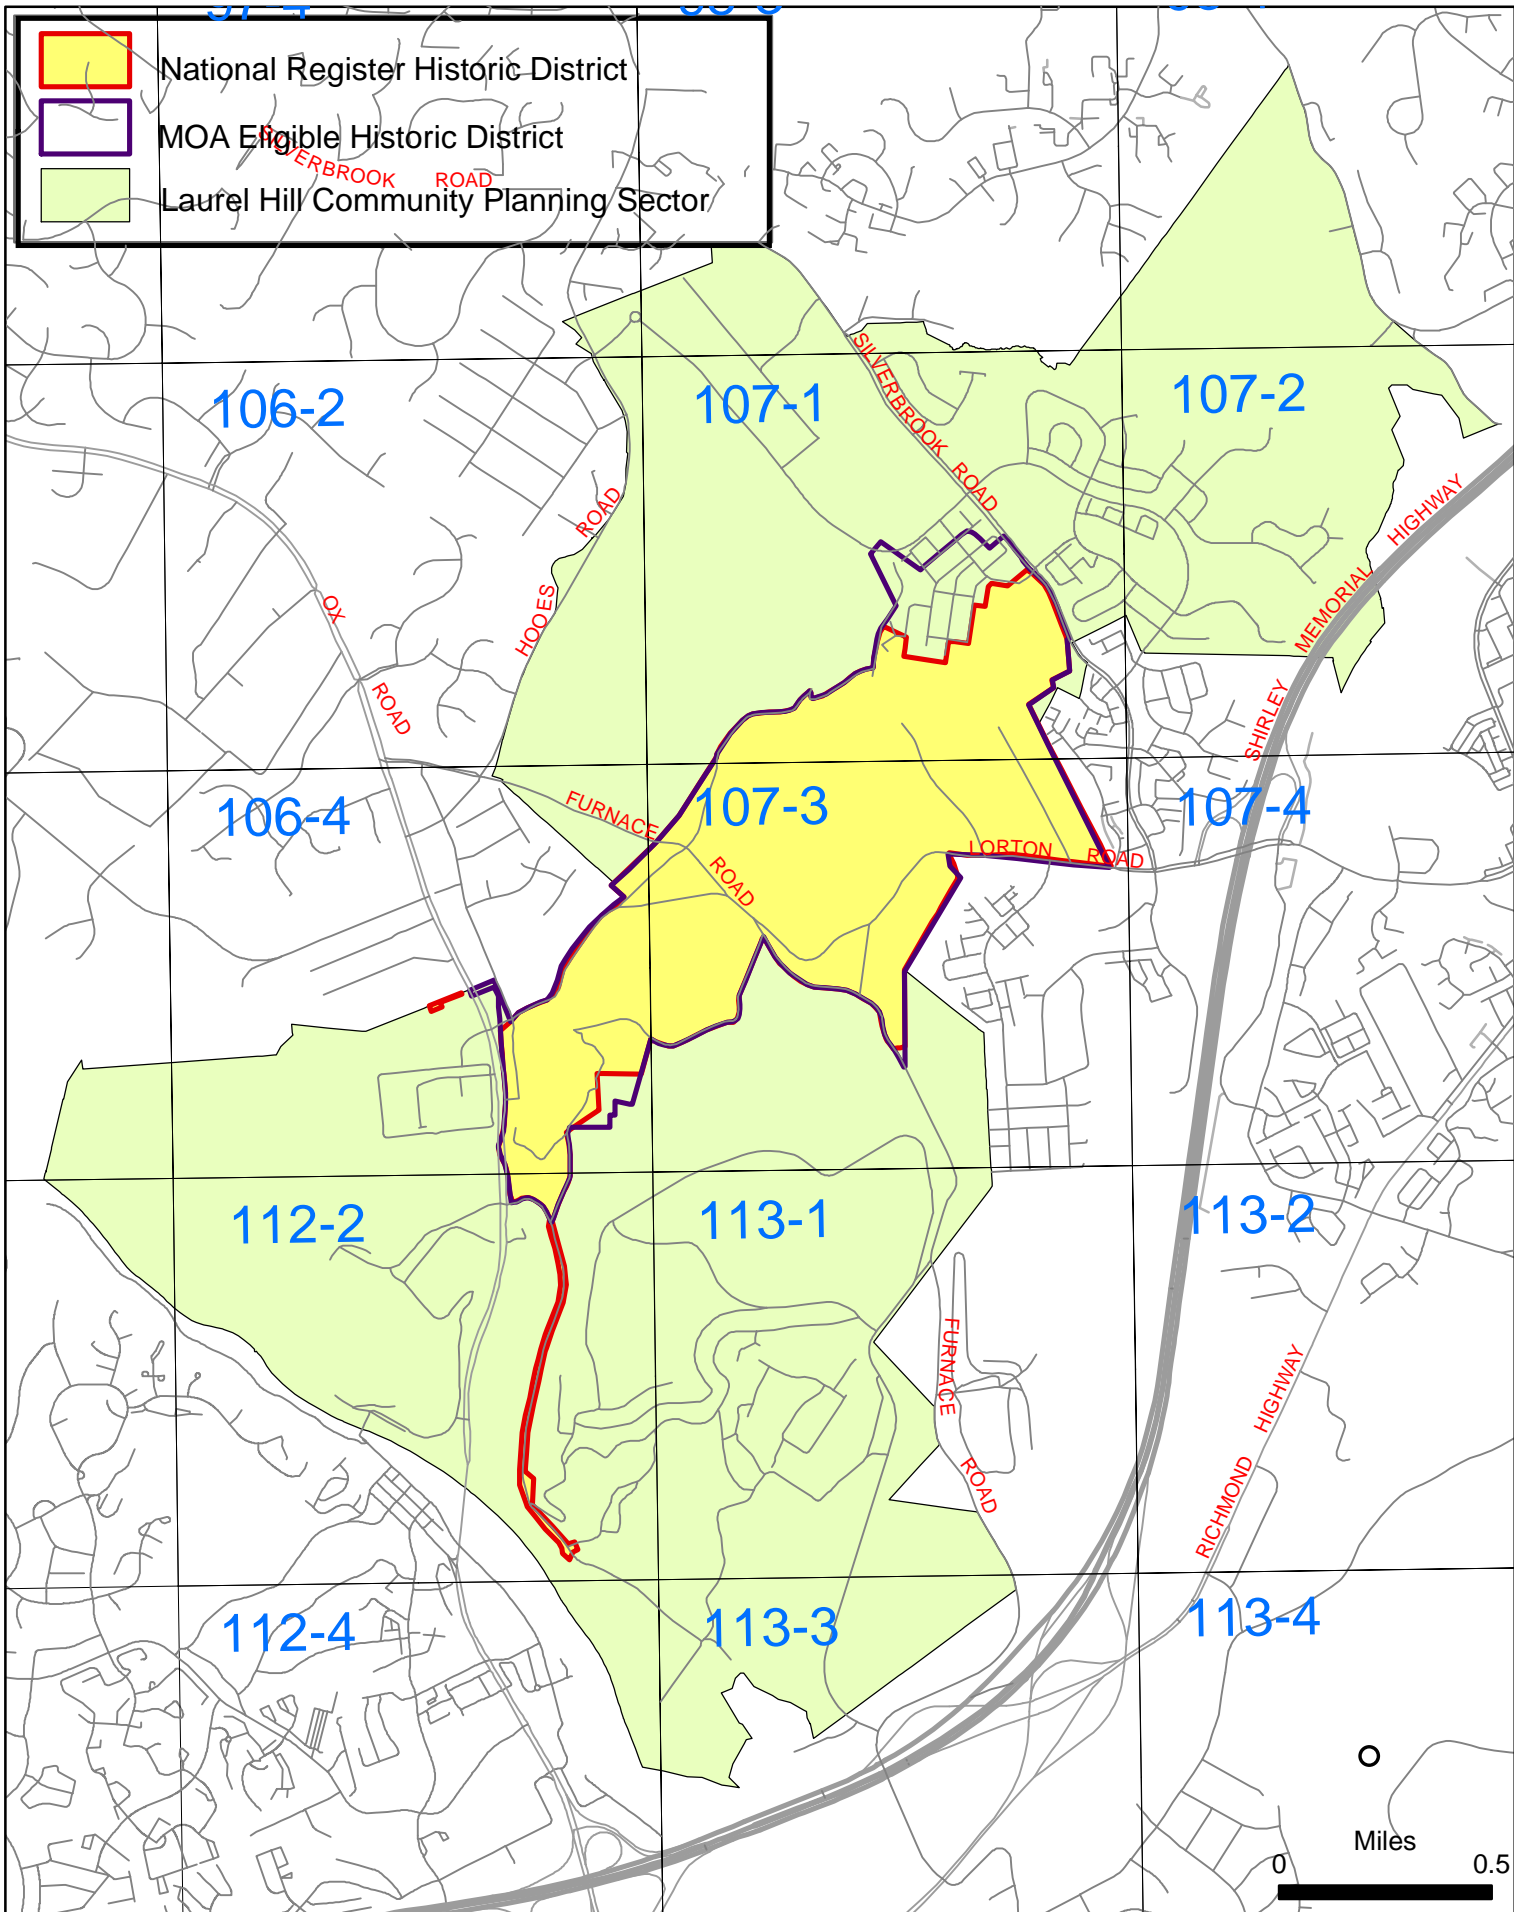 National Register Historic District
MOA Eligible Historic District
SILVERBROOK ROAD
Laurel Hill Community Planning Sector
106-2
107-1
107-2
SILVERBROOK ROAD
HOOES ROAD
OX ROAD
SHIRLEY MEMORIAL HIGHWAY
106-4
107-3
107-4
FURNACE ROAD
LORTON ROAD
112-2
113-1
113-2
FURNACE ROAD
RICHMOND HIGHWAY
112-4
113-3
113-4
Miles
0 0.5